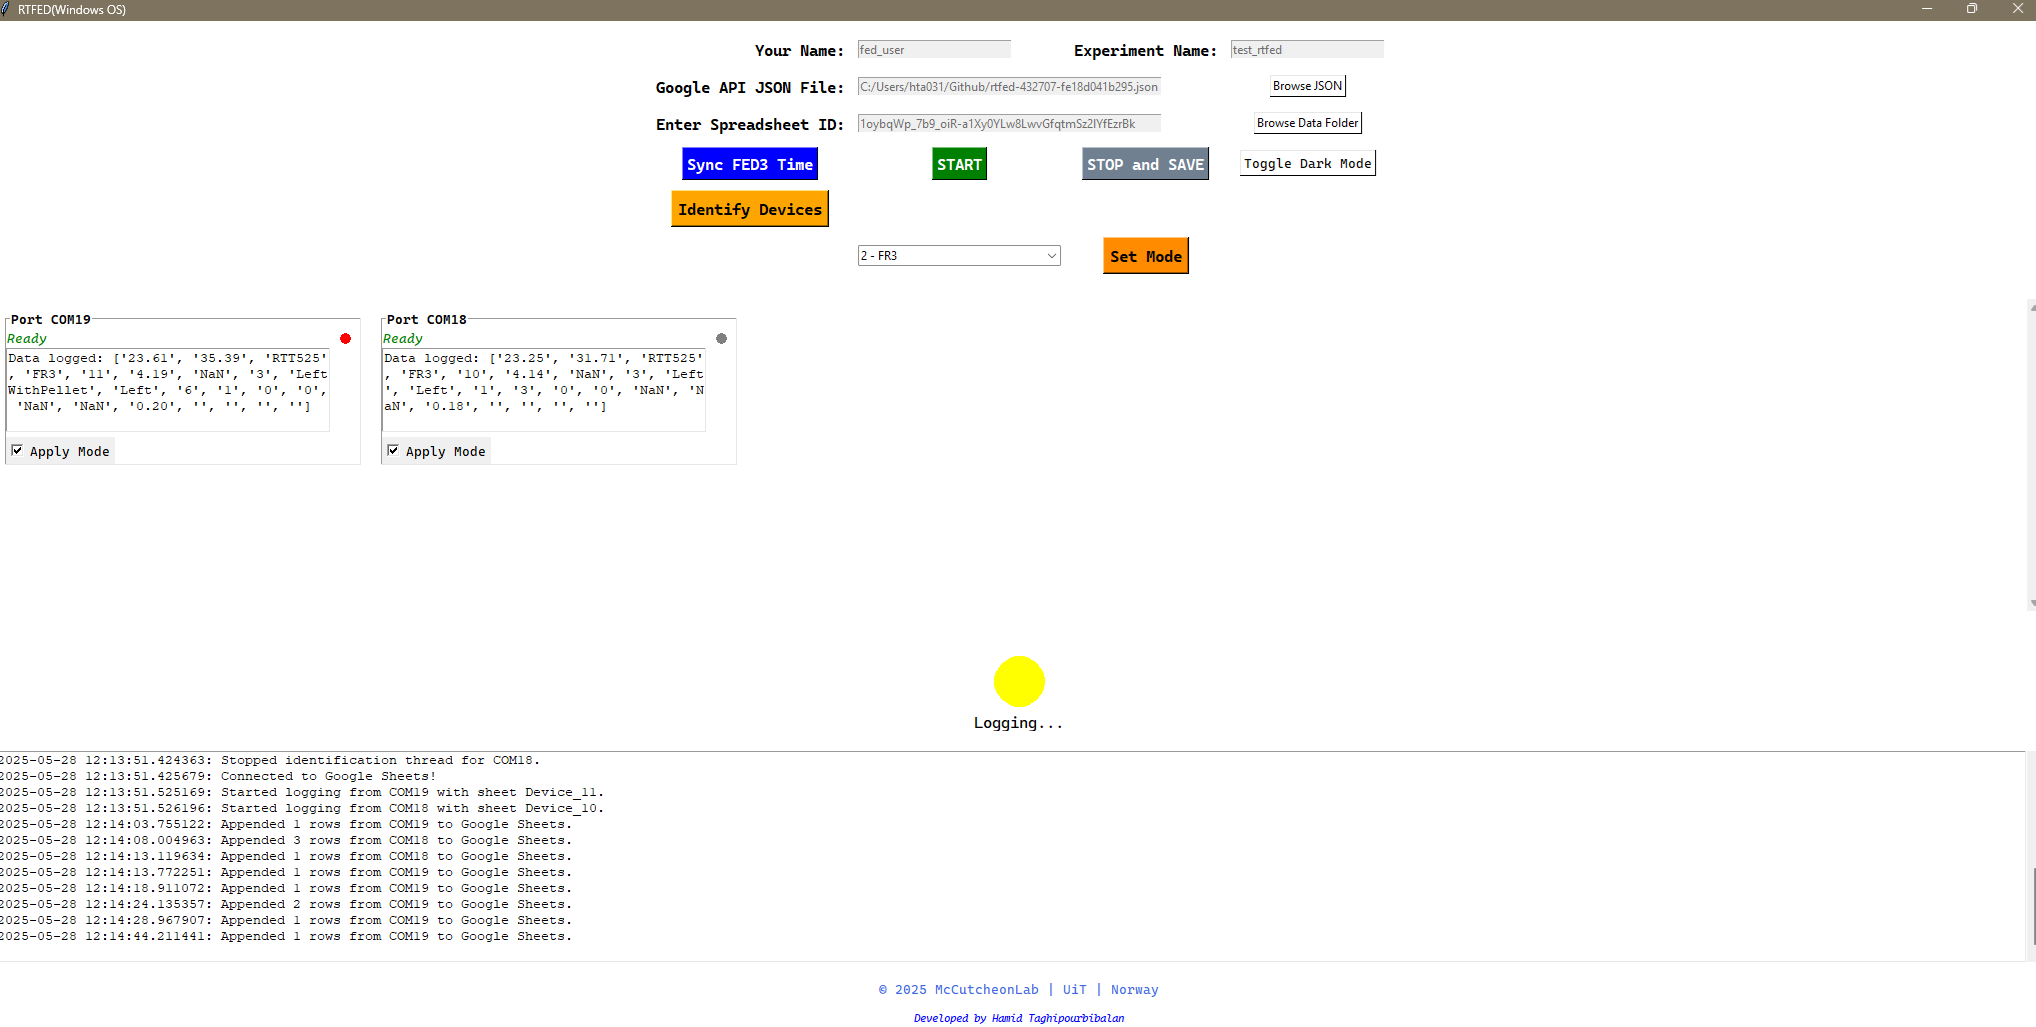 RTFED(Windows OS)
Your Name: fed_user Experiment Name: test_rtfed
Google API JSON File: C:/Users/hta031/Github/rtfed-432707-fe18d041b295.json Browse JSON
Enter Spreadsheet ID: 1oybqWp_7b9_oiR-a1Xy0YLw8LwvGfqtmSz2IYfEzrBk Browse Data Folder
Sync FED3 Time START STOP and SAVE Toggle Dark Mode
Identify Devices
2 - FR3 Set Mode
Port COM19
Ready
Data logged: ['23.61', '35.39', 'RTT525'
, 'FR3', '11', '4.19', 'NaN', '3', 'Left
WithPellet', 'Left', '6', '1', '0', '0',
'NaN', 'NaN', '0.20', '', '', '', '']
Apply Mode
Port COM18
Ready
Data logged: ['23.25', '31.71', 'RTT525'
, 'FR3', '10', '4.14', 'NaN', '3', 'Left
', 'Left', '1', '3', '0', '0', 'NaN', 'N
aN', '0.18', '', '', '', '']
Apply Mode
Logging...
2025-05-28 12:13:51.424363: Stopped identification thread for COM18.
2025-05-28 12:13:51.425679: Connected to Google Sheets!
2025-05-28 12:13:51.525169: Started logging from COM19 with sheet Device_11.
2025-05-28 12:13:51.526196: Started logging from COM18 with sheet Device_10.
2025-05-28 12:14:03.755122: Appended 1 rows from COM19 to Google Sheets.
2025-05-28 12:14:08.004963: Appended 3 rows from COM18 to Google Sheets.
2025-05-28 12:14:13.119634: Appended 1 rows from COM18 to Google Sheets.
2025-05-28 12:14:13.772251: Appended 1 rows from COM19 to Google Sheets.
2025-05-28 12:14:18.911072: Appended 1 rows from COM19 to Google Sheets.
2025-05-28 12:14:24.135357: Appended 2 rows from COM19 to Google Sheets.
2025-05-28 12:14:28.967907: Appended 1 rows from COM19 to Google Sheets.
2025-05-28 12:14:44.211441: Appended 1 rows from COM19 to Google Sheets.
© 2025 McCutcheonLab | UiT | Norway
Developed by Hamid Taghipourbibalan